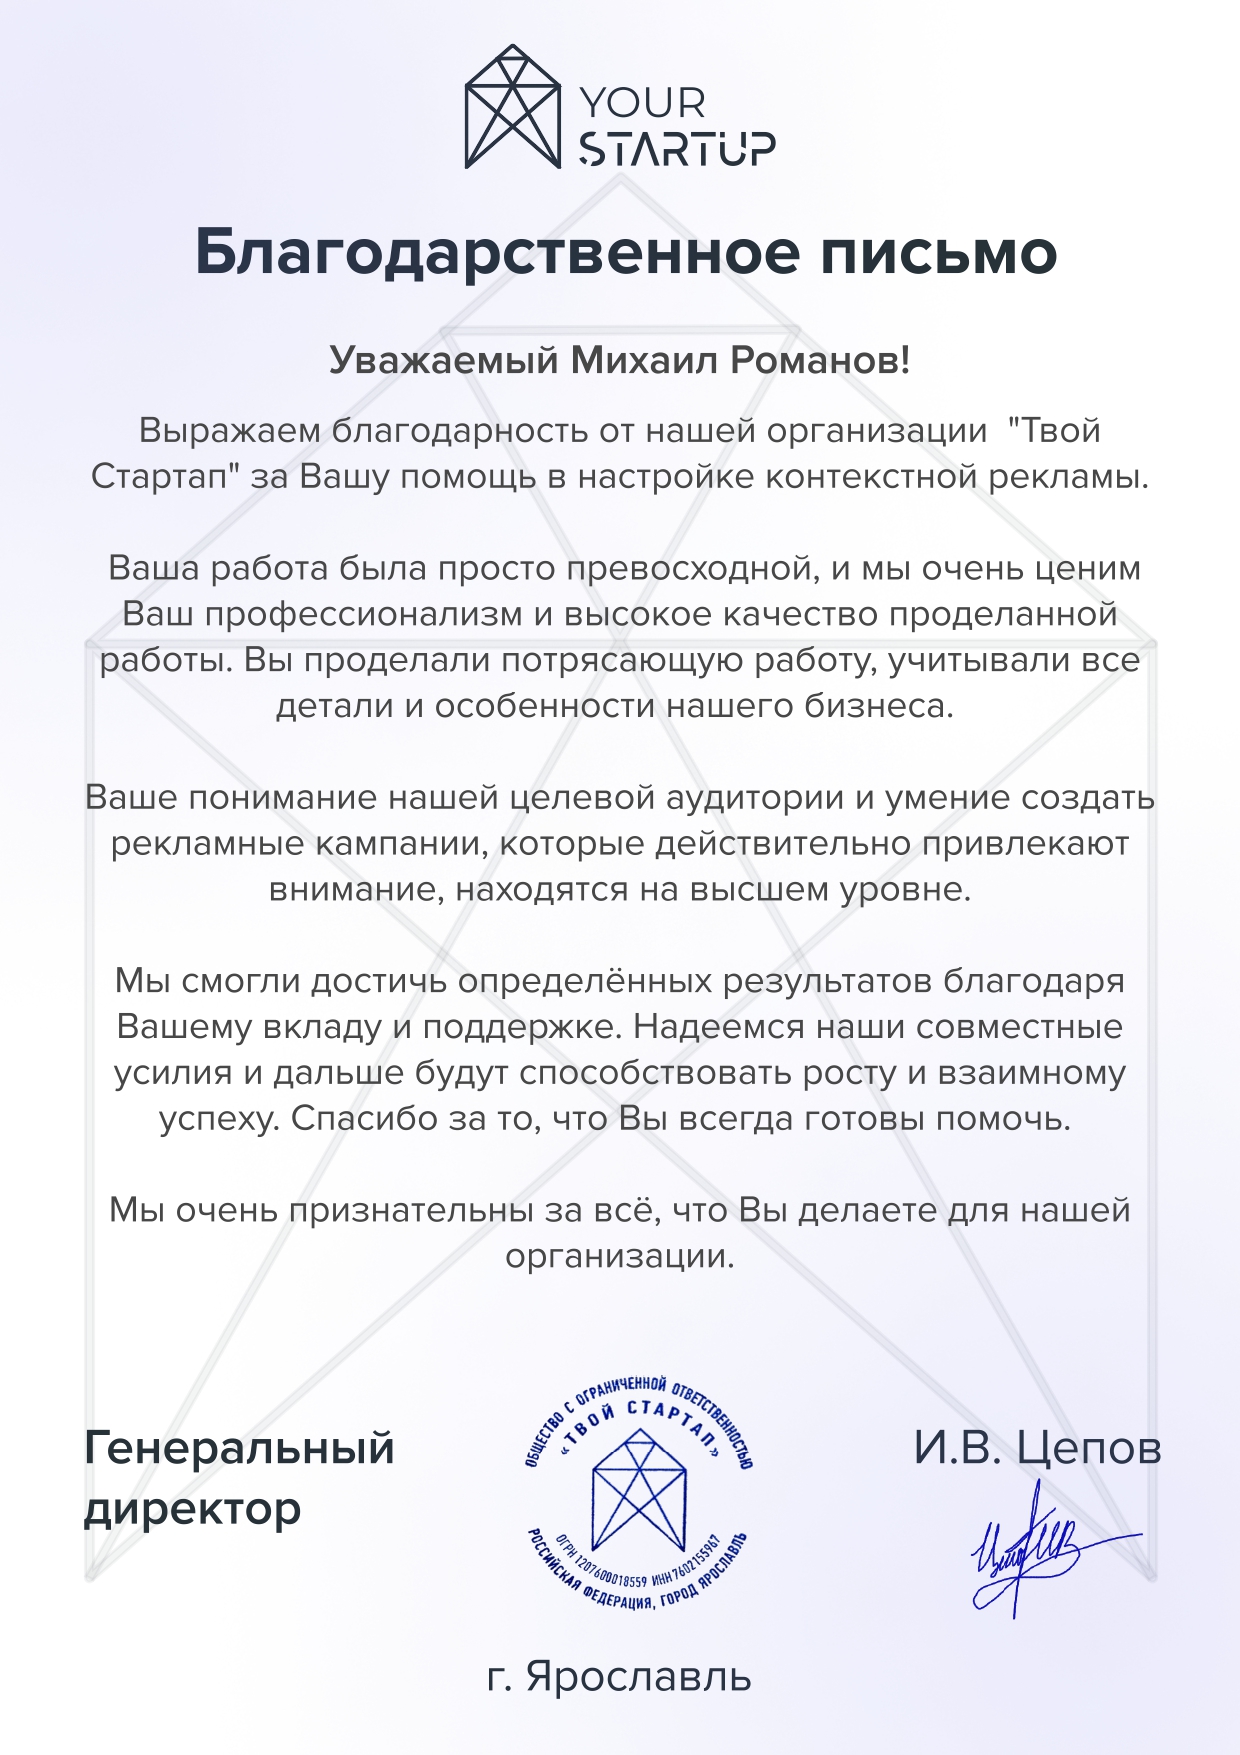 YOUR
STARTUP
Благодарственное письмо
Уважаемый Михаил Романов!
Выражаем благодарность от нашей организации "Твой
Стартап" за Вашу помощь в настройке контекстной рекламы.
Ваша работа была просто превосходной, и мы очень ценим
Ваш профессионализм и высокое качество проделанной
работы. Вы проделали потрясающую работу, учитывали все
детали и особенности нашего бизнеса.
Ваше понимание нашей целевой аудитории и умение создать
рекламные кампании, которые действительно привлекают
внимание, находятся на высшем уровне.
Мы смогли достичь определённых результатов благодаря
Вашему вкладу и поддержке. Надеемся наши совместные
усилия и дальше будут способствовать росту и взаимному
успеху. Спасибо за то, что Вы всегда готовы помочь.
Мы очень признательны за всё, что Вы делаете для нашей
организации.
Генеральный
директор
ОБЩЕСТВО С ОГРАНИЧЕННОЙ ОТВЕТСТВЕННОСТЬЮ
«ТВОЙ СТАРТАП»
ОГРН 1207600018559 ИНН 7602155967
РОССИЙСКАЯ ФЕДЕРАЦИЯ, ГОРОД ЯРОСЛАВЛЬ
И.В. Цепов
г. Ярославль